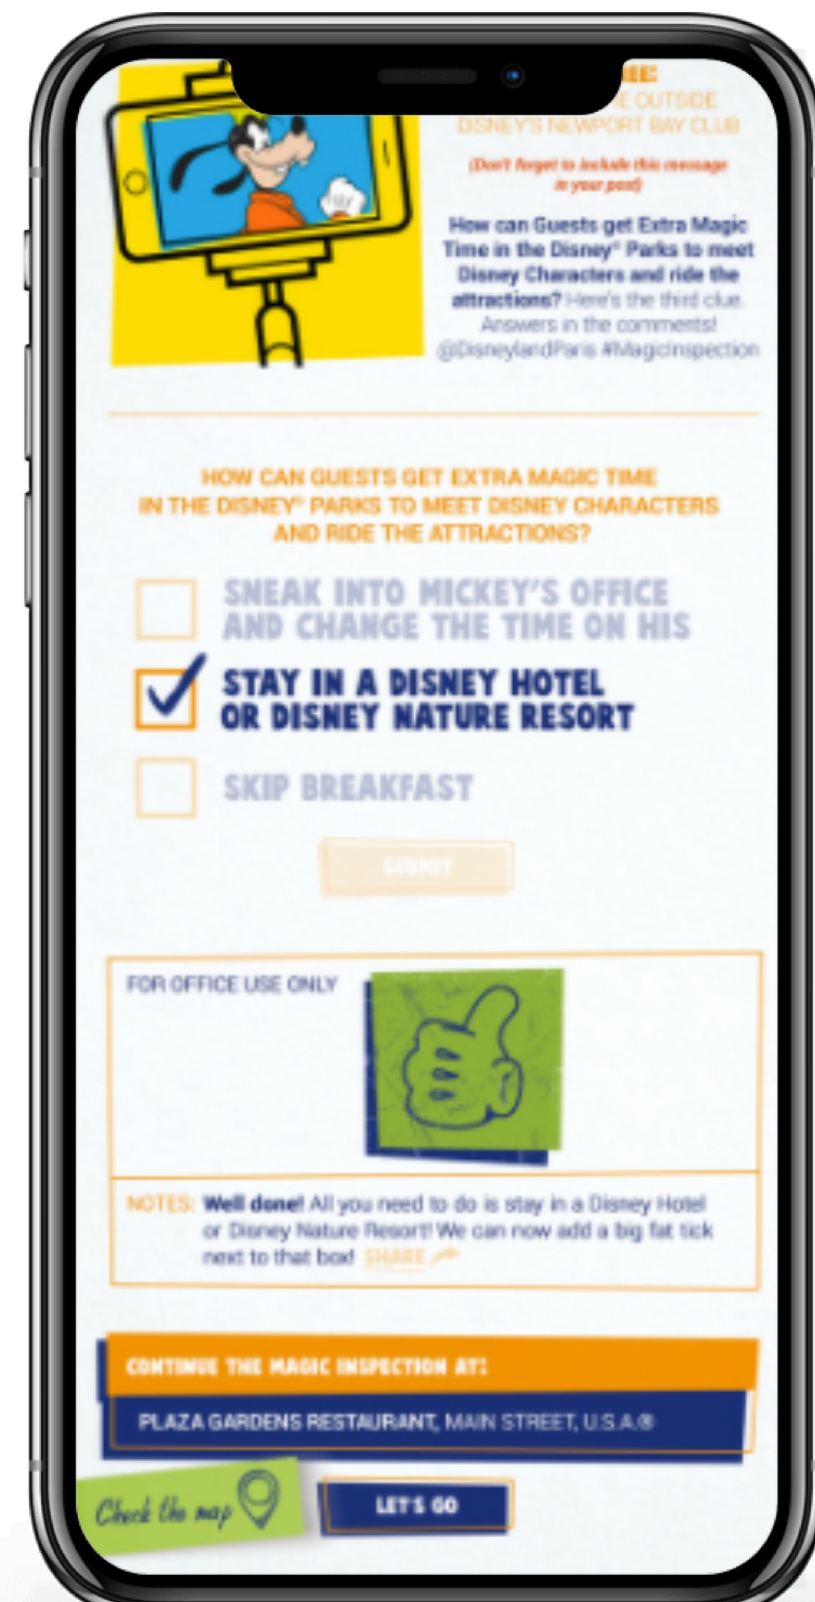 E OUTSIDE
DISNEY'S NEWPORT BAY CLUB
(Don't forget to include this message
in your post)
How can Guests get Extra Magic
Time in the Disney® Parks to meet
Disney Characters and ride the
attractions? Here's the third clue.
Answers in the comments!
@DisneylandParis #MagicInspection
HOW CAN GUESTS GET EXTRA MAGIC TIME
IN THE DISNEY® PARKS TO MEET DISNEY CHARACTERS
AND RIDE THE ATTRACTIONS?
SNEAK INTO MICKEY'S OFFICE
AND CHANGE THE TIME ON HIS
STAY IN A DISNEY HOTEL
OR DISNEY NATURE RESORT
SKIP BREAKFAST
SUBMIT
FOR OFFICE USE ONLY
NOTES: Well done! All you need to do is stay in a Disney Hotel
or Disney Nature Resort! We can now add a big fat tick
next to that box! SHARE
CONTINUE THE MAGIC INSPECTION AT:
PLAZA GARDENS RESTAURANT, MAIN STREET, U.S.A.®
Check the map
LET'S GO